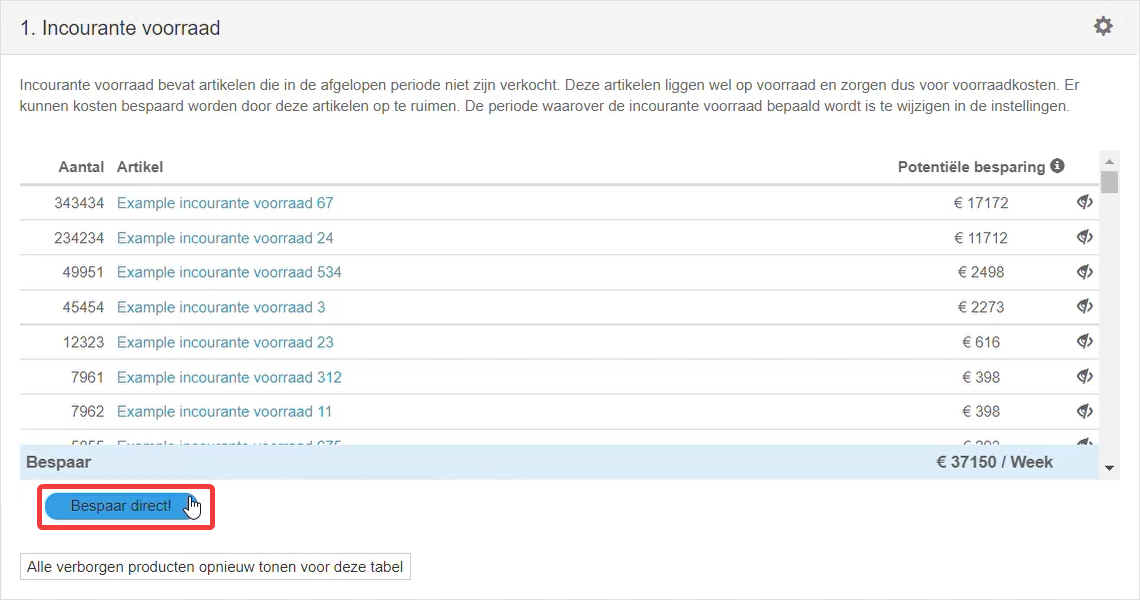 1. Incourante voorraad
Incourante voorraad bevat artikelen die in de afgelopen periode niet zijn verkocht. Deze artikelen liggen wel op voorraad en zorgen dus voor voorraadkosten. Er
kunnen kosten bespaard worden door deze artikelen op te ruimen. De periode waarover de incourante voorraad bepaald wordt is te wijzigen in de instellingen.
Aantal Artikel Potentiële besparing
343434 Example incourante voorraad 67 € 17172
234234 Example incourante voorraad 24 € 11712
49951 Example incourante voorraad 534 € 2498
45454 Example incourante voorraad 3 € 2273
12323 Example incourante voorraad 23 € 616
7961 Example incourante voorraad 312 € 398
7962 Example incourante voorraad 11 € 398
Example incourante voorraad
Bespaar € 37150 / Week
Bespaar direct!
Alle verborgen producten opnieuw tonen voor deze tabel